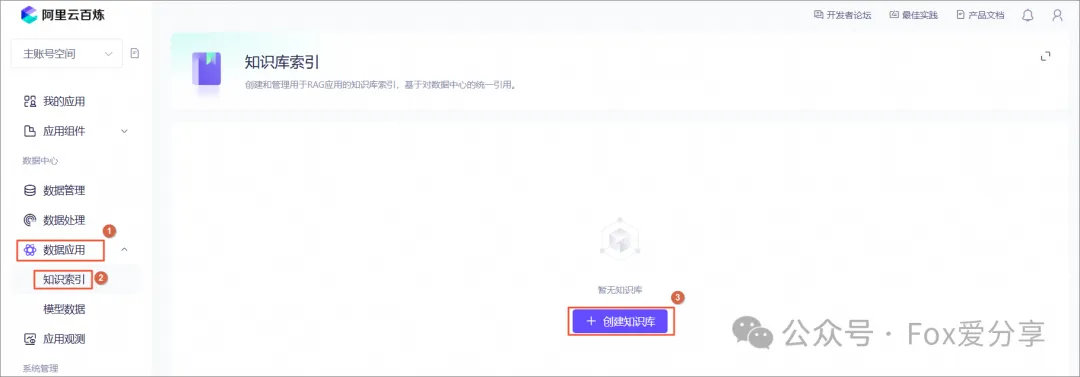 阿里云百炼
开发者论坛
最佳实践
产品文档
主账号空间
我的应用
应用组件
数据中心
数据管理
数据处理
1
数据应用
知识索引
2
模型数据
应用观测
系统管理
知识库索引
创建和管理用于RAG应用的知识库索引，基于对数据中心的统一引用。
暂无知识库
3
+ 创建知识库
公众号·Fox爱分享